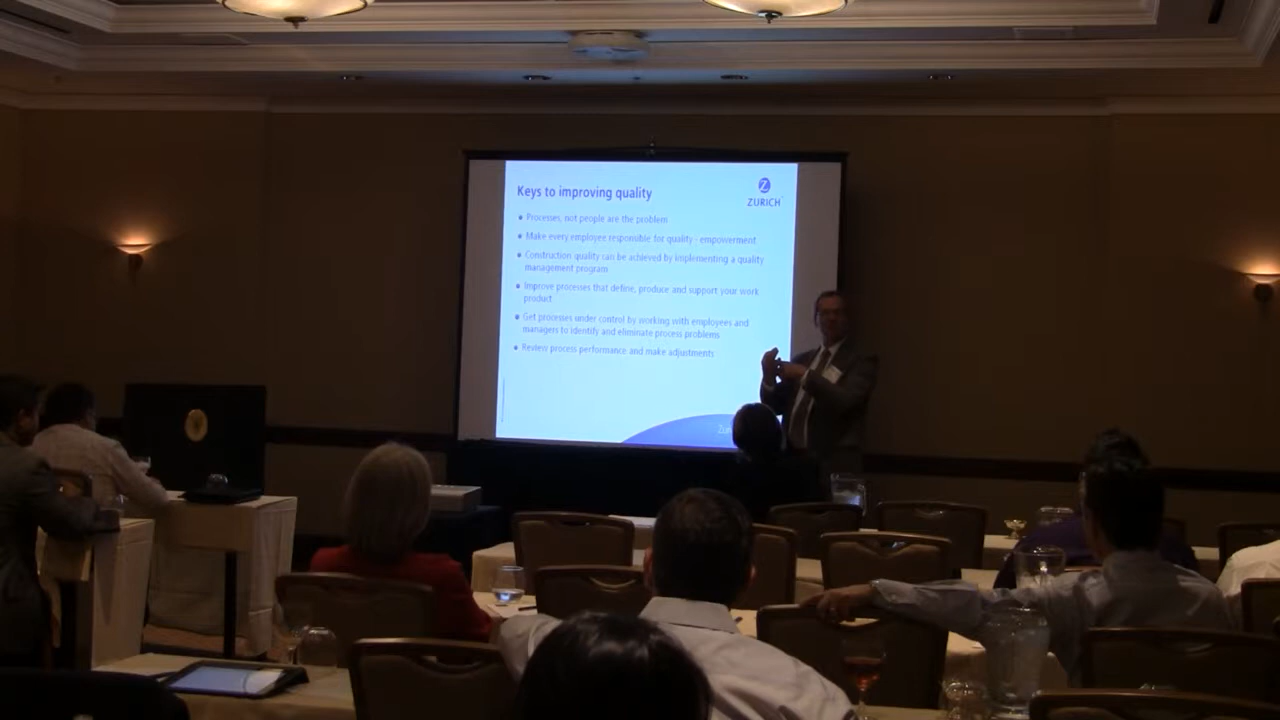 Keys to improving quality
Z
ZURICH
• Processes, not people are the problem
• Make every employee responsible for quality - empowerment
• Construction quality can be achieved by implementing a quality
management program
• Improve processes that define, produce and support your work
product
• Get processes under control by working with employees and
managers to identify and eliminate process problems
• Review process performance and make adjustments